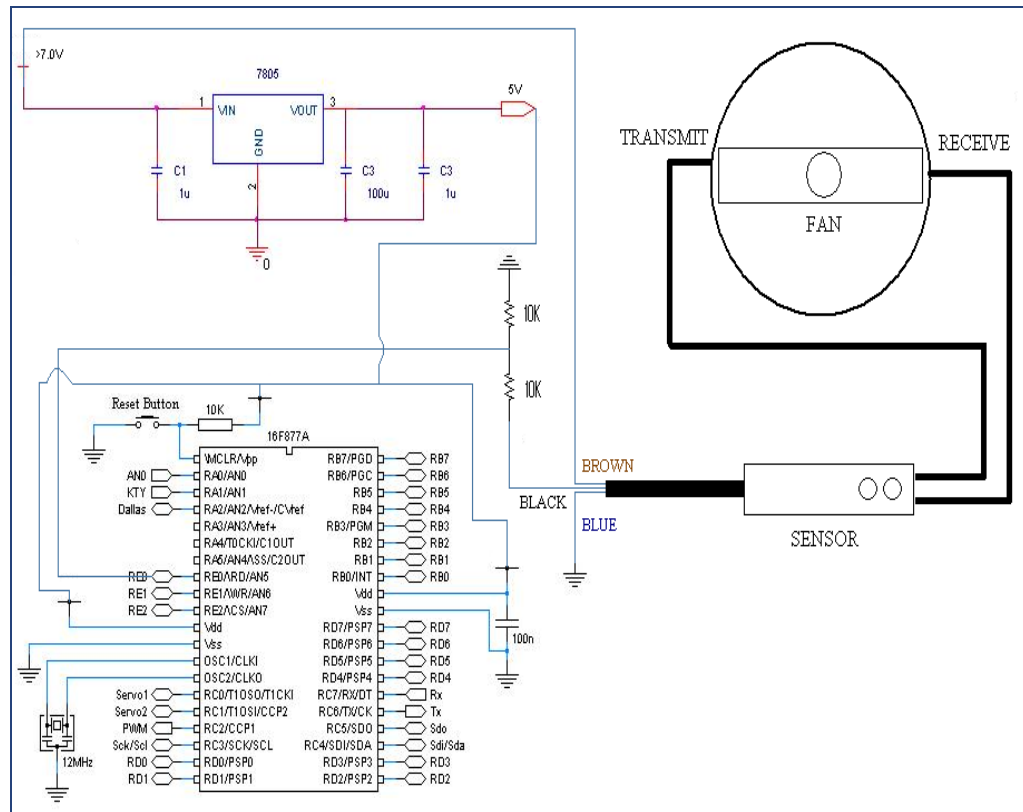 >7.0V
7805
5V
1
VIN
VOUT
3
GND
2
C1
1u
C3
100u
C3
1u
0
TRANSMIT
RECEIVE
FAN
10K
10K
Reset Button
10K
16F877A
BROWN
BLACK
BLUE
SENSOR
\MCLR/Vpp
RB7/PGD
RB7
AN0
RA0/AN0
RB6/PGC
RB6
KTY
RA1/AN1
RB5
RB5
Dallas
RA2/AN2/Vref-/CVref
RB4
RB4
RA3/AN3/Vref+
RB3/PGM
RB3
RA4/T0CKI/C1OUT
RB2
RB2
RA5/AN4\SS/C2OUT
RB1
RB1
RE0
RE0\RD/AN5
RB0/INT
RB0
RE1
RE1\WR/AN6
Vdd
RE2
RE2\CS/AN7
Vss
Vdd
RD7/PSP7
RD7
Vss
RD6/PSP6
RD6
100n
OSC1/CLKI
RD5/PSP5
RD5
OSC2/CLKO
RD4/PSP4
RD4
Servo1
RC0/T1OSO/T1CKI
RC7/RX/DT
Rx
Servo2
RC1/T1OSI/CCP2
RC6/TX/CK
Tx
PWM
RC2/CCP1
RC5/SDO
Sdo
Sck/Scl
RC3/SCK/SCL
RC4/SDI/SDA
Sdi/Sda
12MHz
RD0
RD0/PSP0
RD3/PSP3
RD3
RD1
RD1/PSP1
RD2/PSP2
RD2